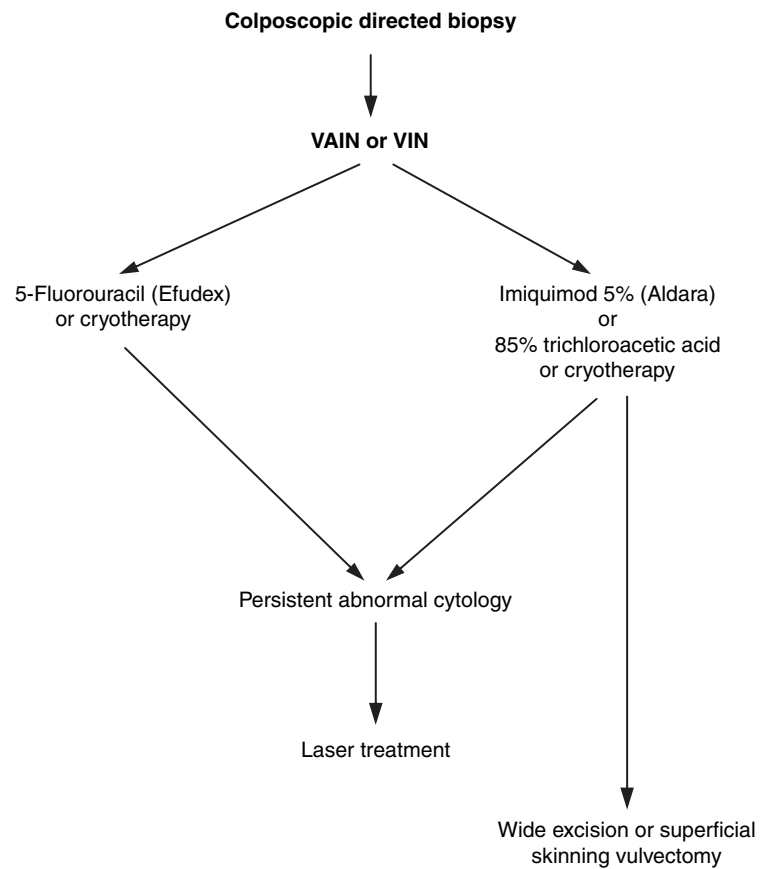 Colposcopic directed biopsy
VAIN or VIN
5-Fluorouracil (Efudex)
or cryotherapy
Imiquimod 5% (Aldara)
or
85% trichloroacetic acid
or cryotherapy
Persistent abnormal cytology
Laser treatment
Wide excision or superficial
skinning vulvectomy